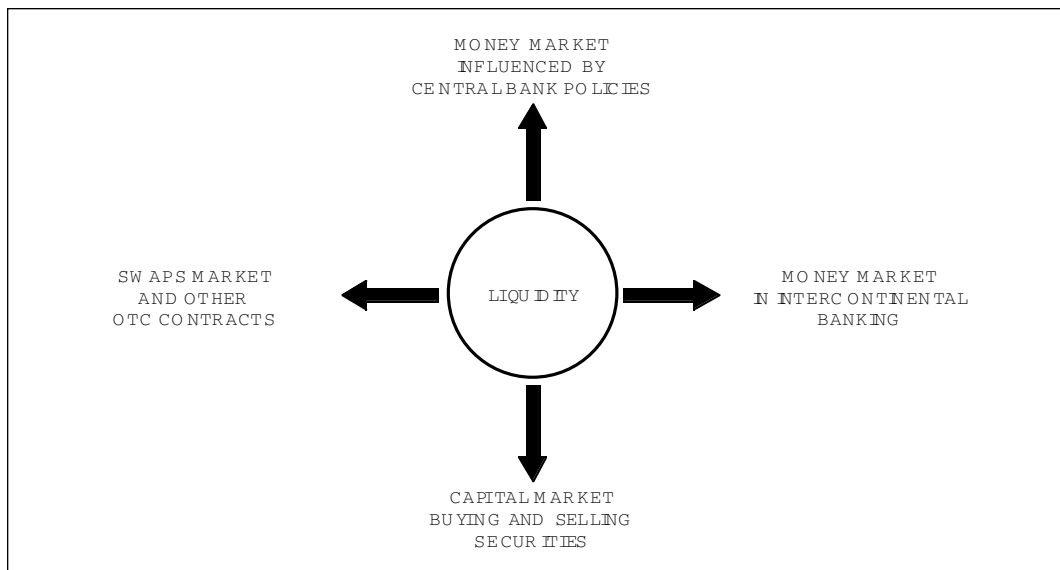 MONEY MARKET
INFLUENCED BY
CENTRAL BANK POLICIES
SWAPS MARKET
AND OTHER
OTC CONTRACTS
LIQUIDITY
MONEY MARKET
IN INTERCONTINENTAL
BANKING
CAPITAL MARKET
BUYING AND SELLING
SECURITIES